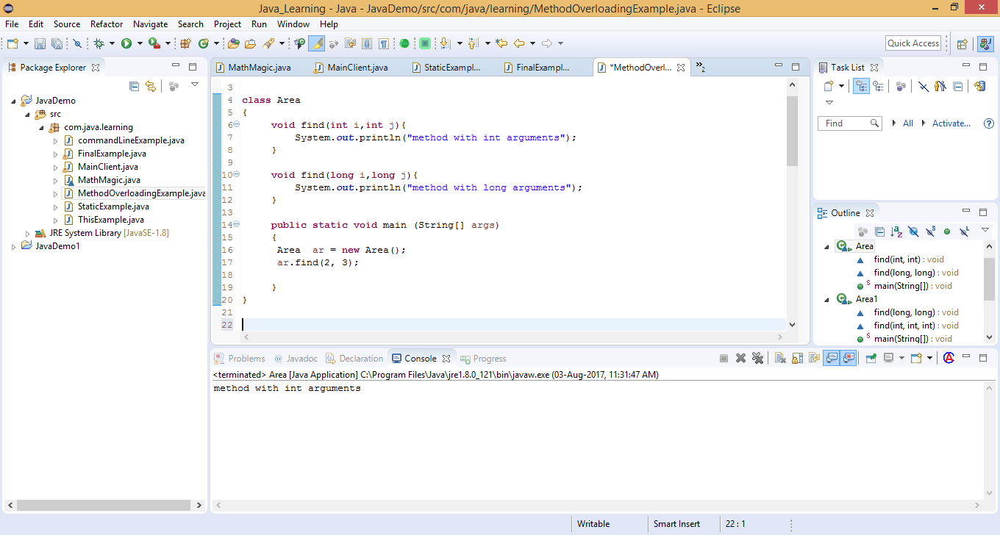 Java_Learning - Java - JavaDemo/src/com/java/learning/MethodOverloadingExample.java - Eclipse
File Edit Source Refactor Navigate Search Project Run Window Help
Quick Access
Package Explorer
JavaDemo
src
com.java.learning
commandLineExample.java
FinalExample.java
MainClient.java
MathMagic.java
MethodOverloadingExample.java
StaticExample.java
ThisExample.java
JRE System Library [JavaSE-1.8]
JavaDemo1
MathMagic.java MainClient.java StaticExampl... FinalExampl... *MethodOverl... »2
3
4 class Area
5 {
6 void find(int i,int j){
7 System.out.println("method with int arguments");
8 }
9
10 void find(long i,long j){
11 System.out.println("method with long arguments");
12 }
13
14 public static void main (String[] args)
15 {
16 Area  ar = new Area();
17 ar.find(2, 3);
18
19 }
20 }
21
22
Task List
Find All Activate...
Outline
Area
find(int, int) : void
find(long, long) : void
main(String[]) : void
Area1
find(long, long) : void
find(int, int, int) : void
main(String[]) : void
Problems @ Javadoc Declaration Console Progress
<terminated> Area [Java Application] C:\Program Files\Java\jre1.8.0_121\bin\javaw.exe (03-Aug-2017, 11:31:47 AM)
method with int arguments
Writable Smart Insert 22 : 1